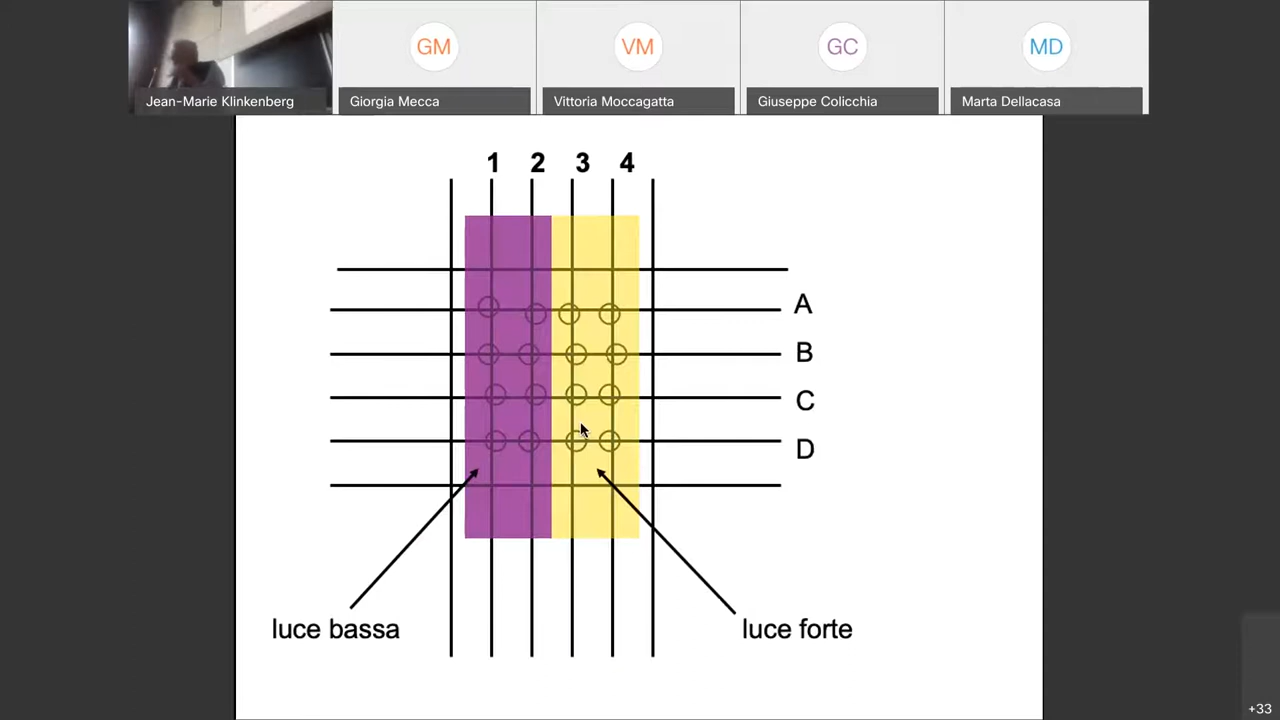 GM
VM
GC
MD
Jean-Marie Klinkenberg
Giorgia Mecca
Vittoria Moccagatta
Giuseppe Colicchia
Marta Dellacasa
1 2 3 4
A
B
C
D
luce bassa
luce forte
+33